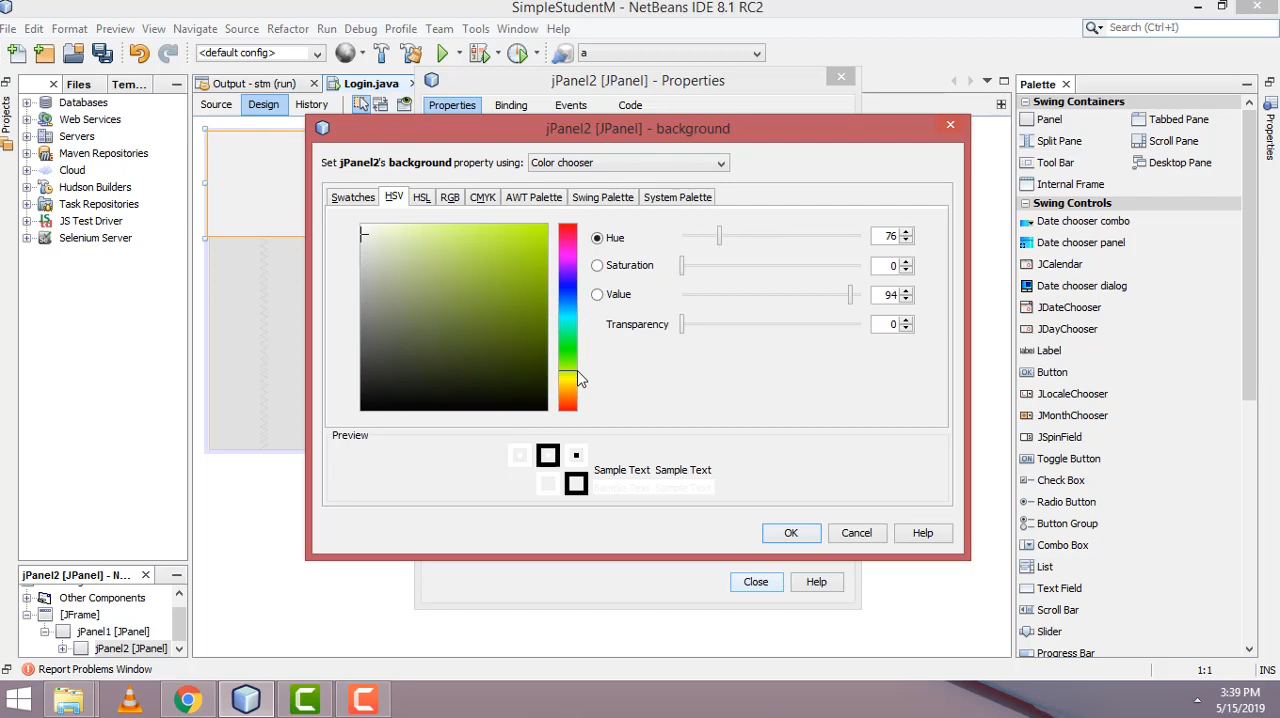 SimpleStudentM - NetBeans IDE 8.1 RC2
File Edit Format Preview View Navigate Source Refactor Run Debug Profile Team Tools Window Help
Search (Ctrl+I)
<default config>
a
Files
Tem...
Output - stm (run)
Login.java
Source Design History
Projects
Databases
Web Services
Servers
Maven Repositories
Cloud
Hudson Builders
Task Repositories
JS Test Driver
Selenium Server
jPanel2 [JPanel] - Properties
Properties Binding Events Code
jPanel2 [JPanel] - background
Set jPanel2's background property using: Color chooser
Swatches HSV HSL RGB CMYK AWT Palette Swing Palette System Palette
Hue 76
Saturation 0
Value 94
Transparency 0
Preview
Sample Text Sample Text
Sample Text Sample Text
OK Cancel Help
Close Help
Palette
Swing Containers
Panel Tabbed Pane
Split Pane Scroll Pane
Tool Bar Desktop Pane
Internal Frame
Swing Controls
Date chooser combo
Date chooser panel
JCalendar
Date chooser dialog
JDateChooser
JDayChooser
Label
Button
JLocaleChooser
JMonthChooser
JSpinField
Toggle Button
Check Box
Radio Button
Button Group
Combo Box
List
Text Field
Scroll Bar
Slider
Progress Bar
Properties
jPanel2 [JPanel] - N...
Other Components
[JFrame]
jPanel1 [JPanel]
jPanel2 [JPanel]
Report Problems Window
1:1 INS
3:39 PM
5/15/2019